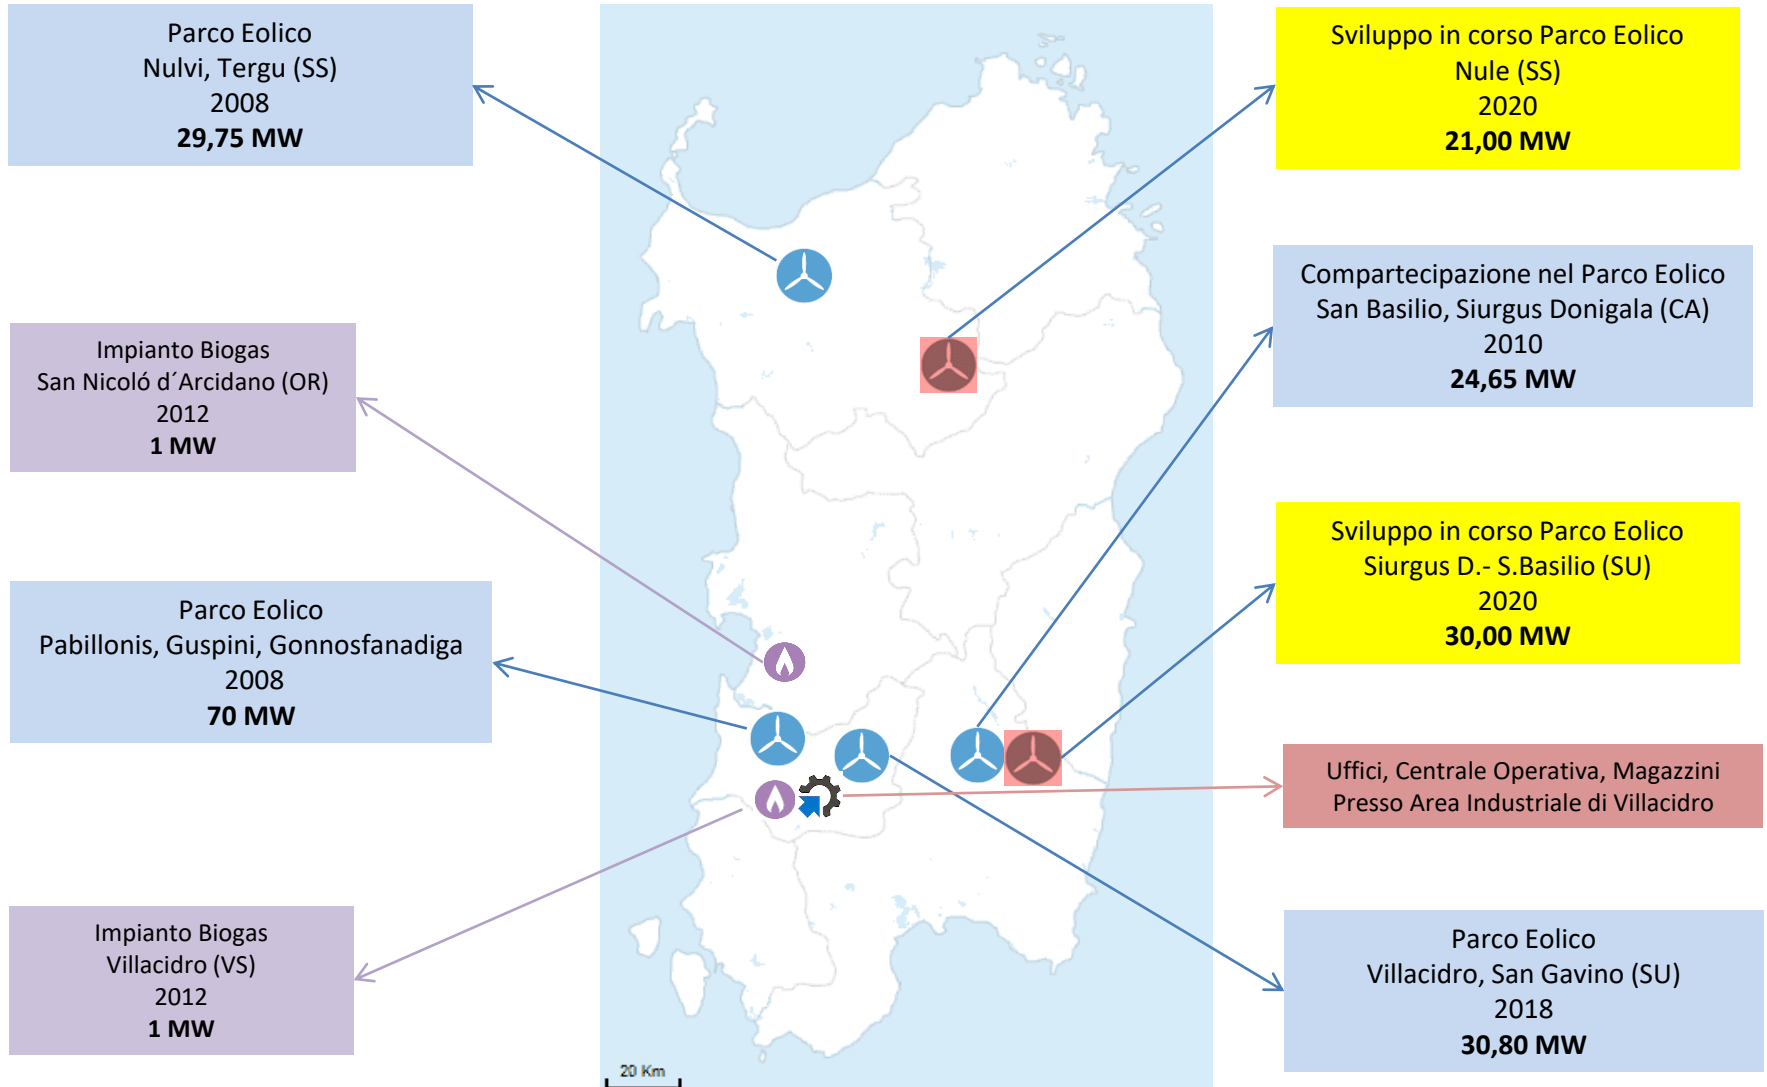 Parco Eolico
Nulvi, Tergu (SS)
2008
29,75 MW
Impianto Biogas
San Nicoló d´Arcidano (OR)
2012
1 MW
Parco Eolico
Pabillonis, Guspini, Gonnosfanadiga
2008
70 MW
Impianto Biogas
Villacidro (VS)
2012
1 MW
20 Km
Sviluppo in corso Parco Eolico
Nule (SS)
2020
21,00 MW
Compartecipazione nel Parco Eolico
San Basilio, Siurgus Donigala (CA)
2010
24,65 MW
Sviluppo in corso Parco Eolico
Siurgus D.- S.Basilio (SU)
2020
30,00 MW
Uffici, Centrale Operativa, Magazzini
Presso Area Industriale di Villacidro
Parco Eolico
Villacidro, San Gavino (SU)
2018
30,80 MW